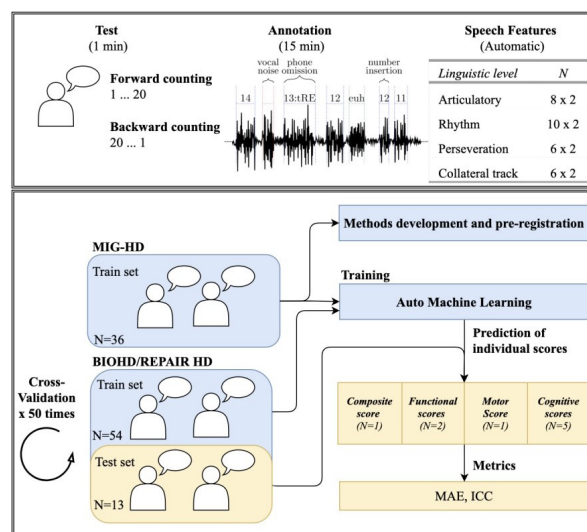 Test
(1 min)
Forward counting
1 ... 20
Backward counting
20 ... 1
Annotation
(15 min)
vocal
noise
phone
omission
number
insertion
14
13:tRE
12
euh
12
11
Speech Features
(Automatic)
Linguistic level N
Articulatory 8 x 2
Rhythm 10 x 2
Perseveration 6 x 2
Collateral track 6 x 2
MIG-HD
Train set
N=36
Methods development and pre-registration
Training
Auto Machine Learning
Prediction of
individual scores
BIOHD/REPAIR HD
Train set
N=54
Test set
N=13
Cross-
Validation
x 50 times
Composite
score
(N=1)
Functional
scores
(N=2)
Motor
Score
(N=1)
Cognitive
scores
(N=5)
Metrics
MAE, ICC